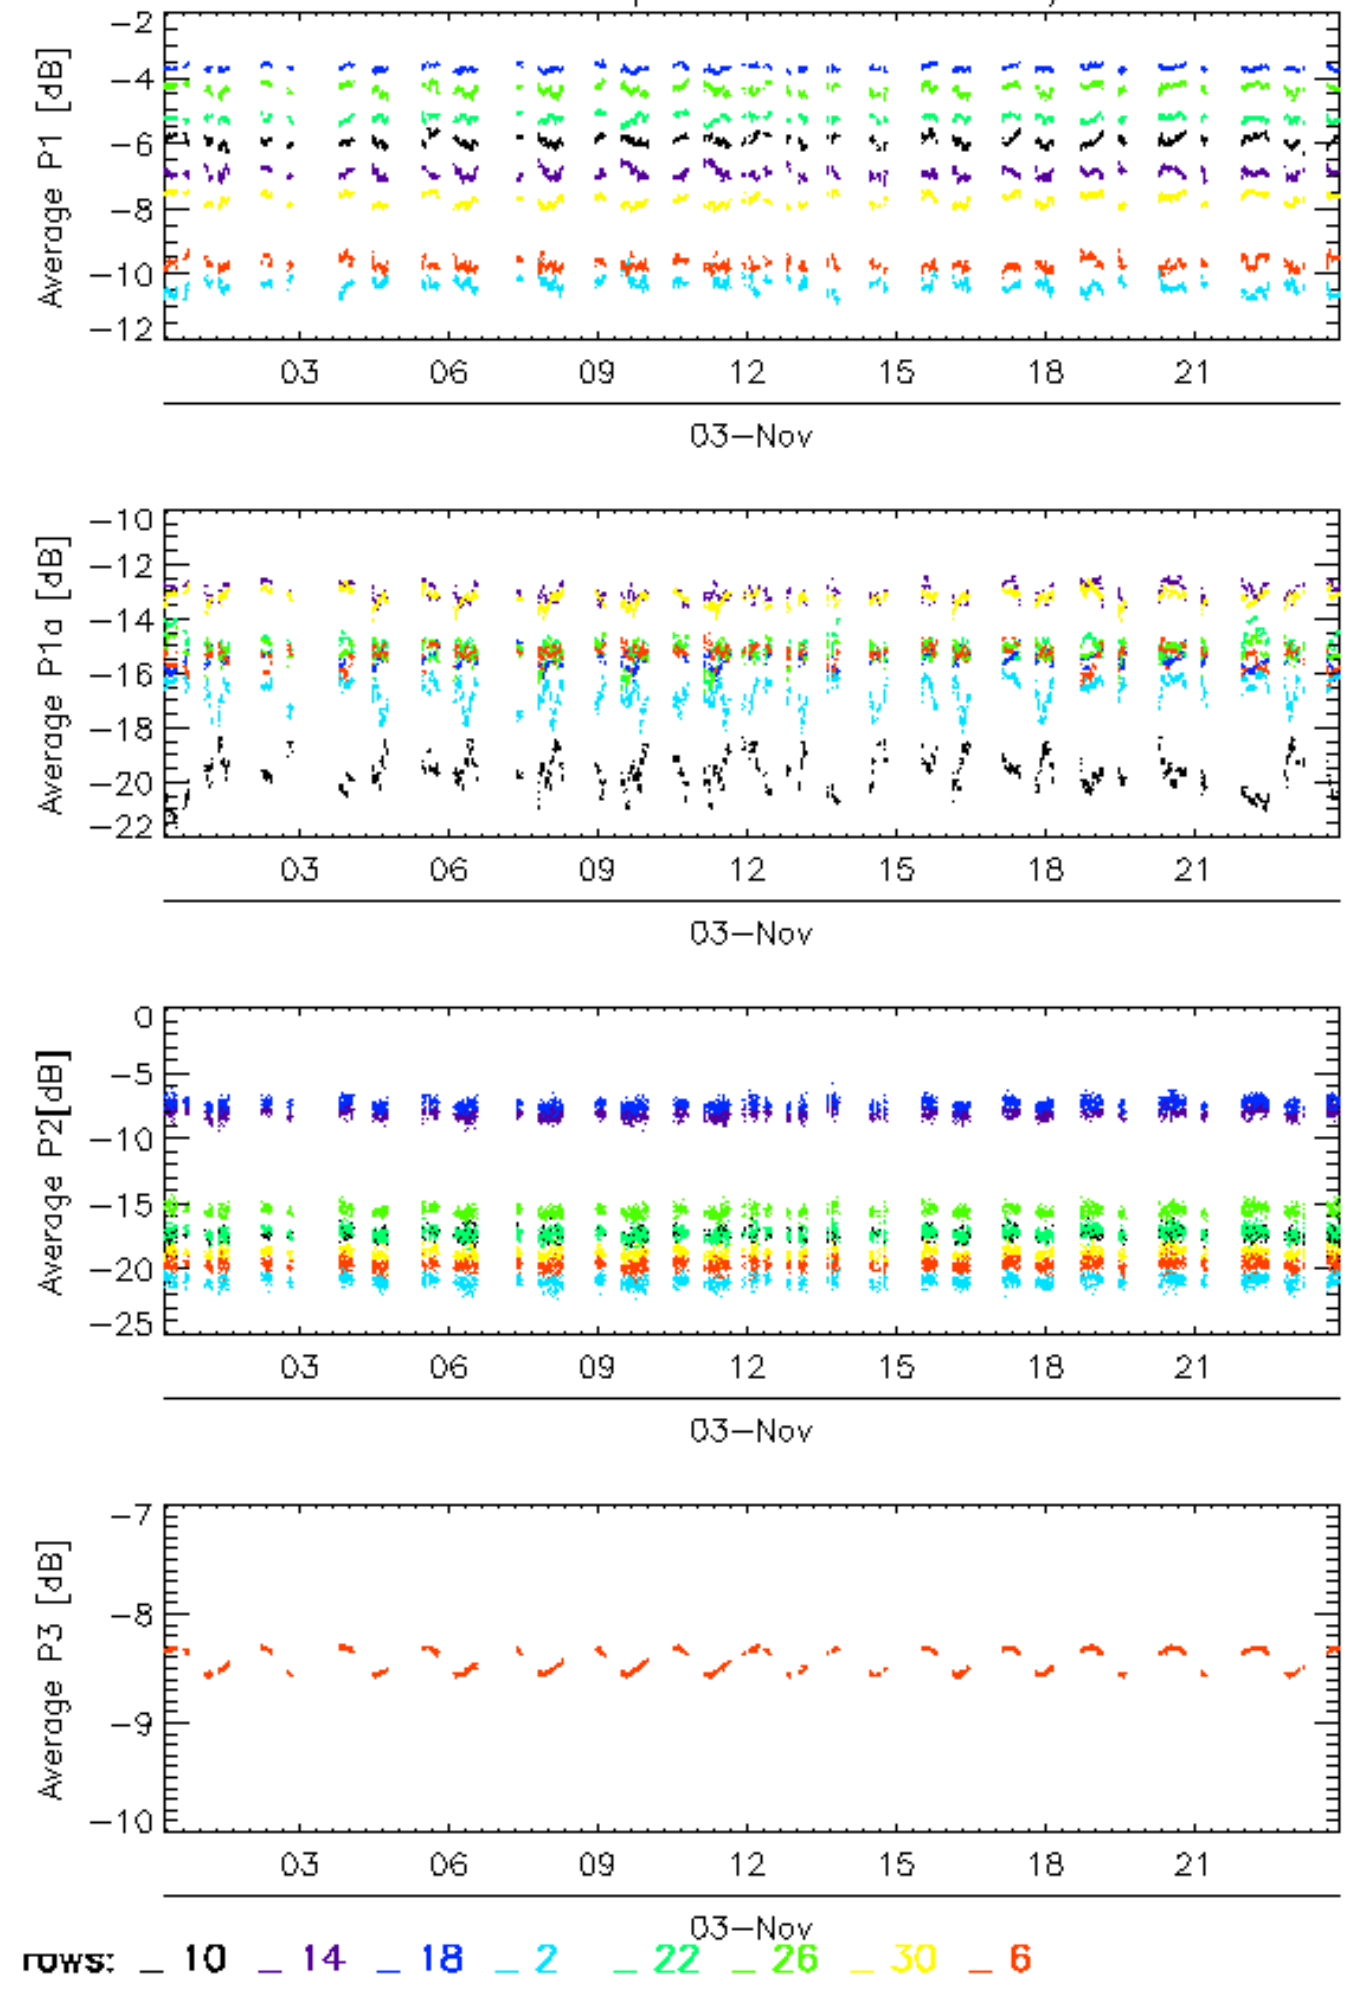 Average P1 [dB]
−2
−4
−6
−8
−10
−12
03 06 09 12 15 18 21
03−Nov
Average P1a [dB]
−10
−12
−14
−16
−18
−20
−22
03 06 09 12 15 18 21
03−Nov
Average P2[dB]
0
−5
−10
−15
−20
−25
03 06 09 12 15 18 21
03−Nov
Average P3 [dB]
−7
−8
−9
−10
03 06 09 12 15 18 21
03−Nov
rows: _ 10 _ 14 _ 18 _ 2 _ 22 _ 26 _ 30 _ 6